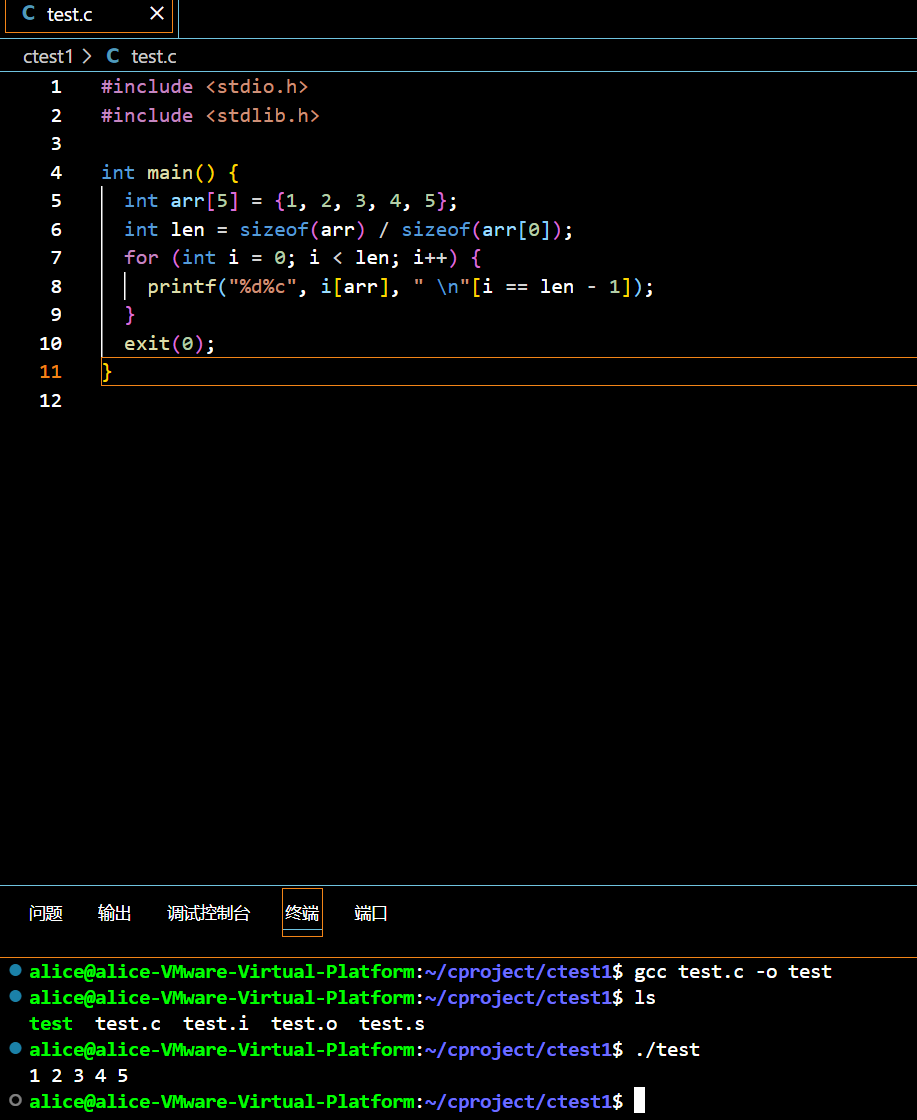 C test.c ×
ctest1 > C test.c
1 #include <stdio.h>
2 #include <stdlib.h>
3
4 int main() {
5   int arr[5] = {1, 2, 3, 4, 5};
6   int len = sizeof(arr) / sizeof(arr[0]);
7   for (int i = 0; i < len; i++) {
8     printf("%d%c", i[arr], " \n"[i == len - 1]);
9   }
10   exit(0);
11 }
12
问题 输出 调试控制台 终端 端口
alice@alice-VMware-Virtual-Platform:~/cproject/ctest1$ gcc test.c -o test
alice@alice-VMware-Virtual-Platform:~/cproject/ctest1$ ls
test  test.c  test.i  test.o  test.s
alice@alice-VMware-Virtual-Platform:~/cproject/ctest1$ ./test
1 2 3 4 5
alice@alice-VMware-Virtual-Platform:~/cproject/ctest1$